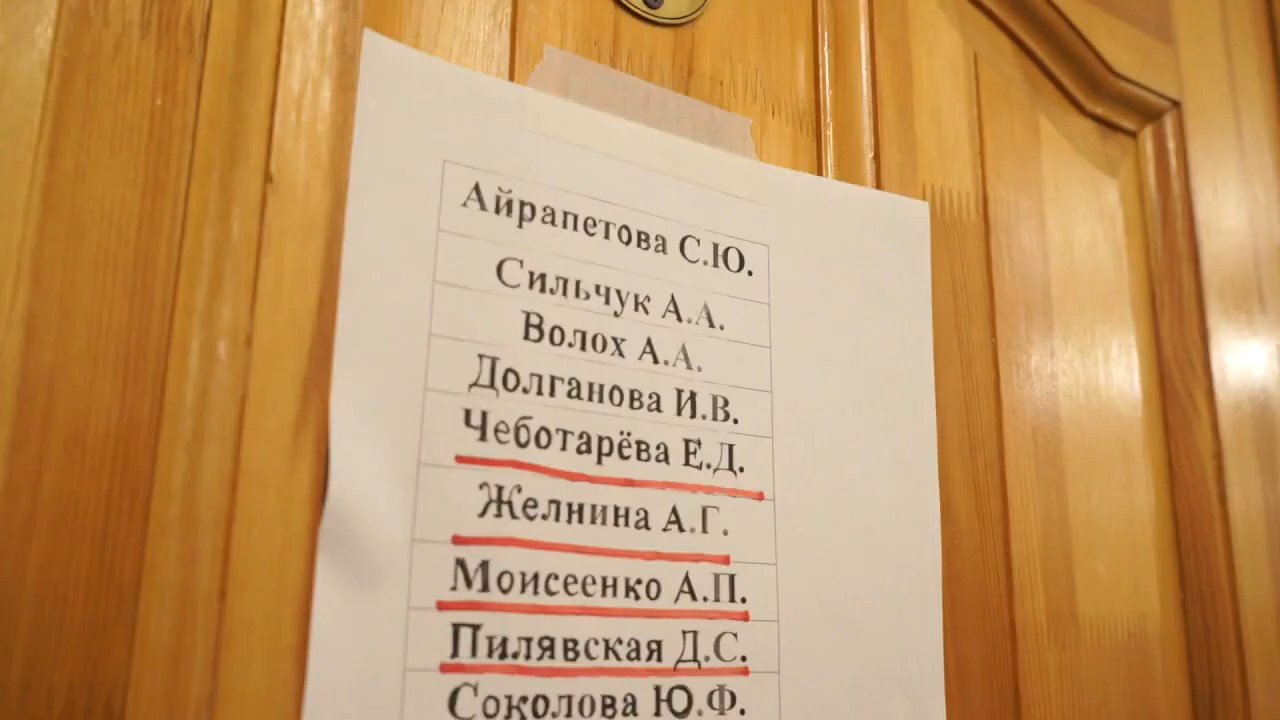 Айрапетова С.Ю.
Сильчук А.А.
Волох А.А.
Долганова И.В.
Чеботарёва Е.Д.
Желнина А.Г.
Моисеенко А.П.
Пилявская Д.С.
Соколова Ю.Ф.